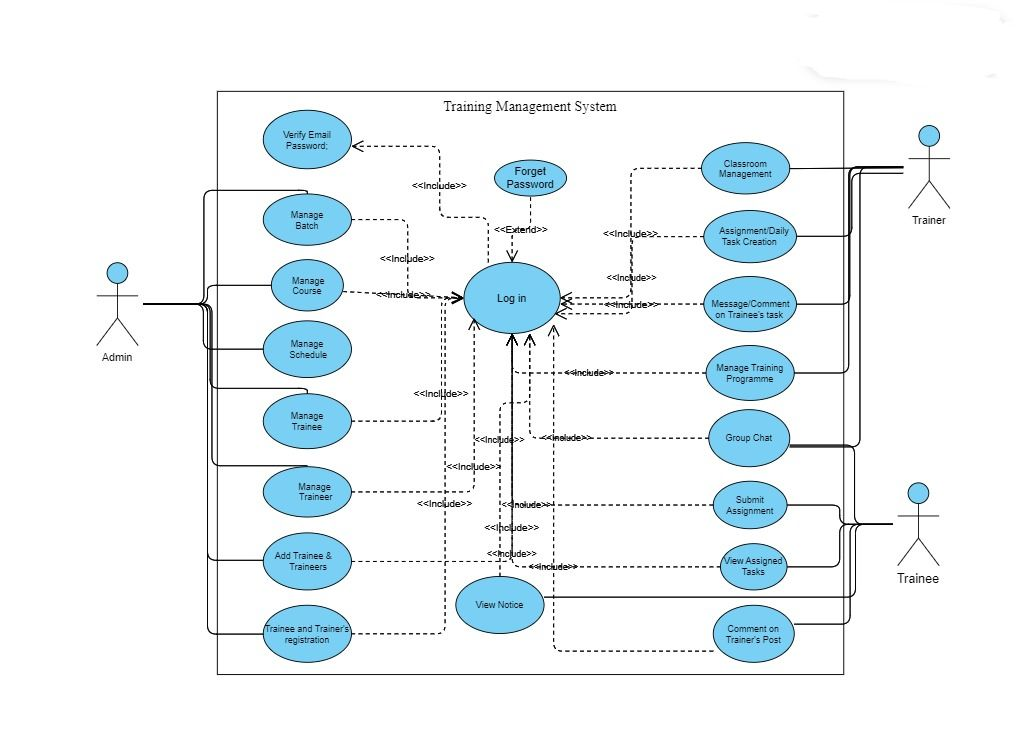 Training Management System
Verify Email
Password;
Forget
Password
Classroom
Management
<<Include>>
Trainer
Manage
Batch
<<Extend>>
<<Include>>
Assignment/Daily
Task Creation
<<Include>>
Manage
Course
<<Include>>
Log in
<<Include>>
<<Include>>
Message/Comment
on Trainee's task
Admin
Manage
Schedule
Manage Training
Programme
<<Include>>
<<Include>>
Manage
Trainee
<<Include>>
<<Include>>
Group Chat
<<Include>>
Manage
Traineer
<<Include>>
<<Include>>
Submit
Assignment
<<Include>>
Add Trainee &
Traineers
<<Include>>
<<Include>>
View Assigned
Tasks
Trainee
View Notice
Trainee and Trainer's
registration
Comment on
Trainer's Post